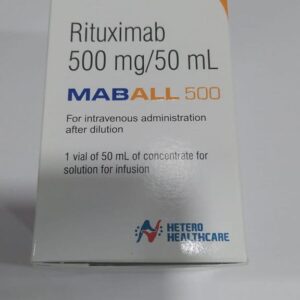 Rituximab
500 mg/50 mL
MABALL 500
For intravenous administration
after dilution
1 vial of 50 mL of concentrate for
solution for infusion
HETERO
HEALTHCARE